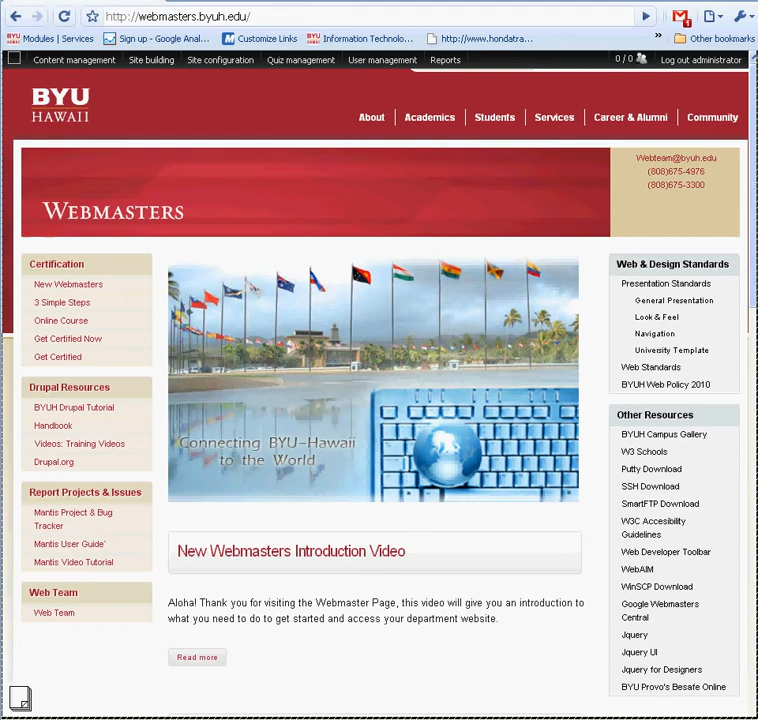 http://webmasters.byuh.edu/
1
BYU Modules | Services
Sign up - Google Anal...
M Customize Links
BYU Information Technolo...
http://www.hondatra...
»
Other bookmarks
Content management
Site building
Site configuration
Quiz management
User management
Reports
0 / 0
Log out administrator
BYU
HAWAII
About
Academics
Students
Services
Career & Alumni
Community
WEBMASTERS
Webteam@byuh.edu
(808)675-4976
(808)675-3300
Certification
New Webmasters
3 Simple Steps
Online Course
Get Certified Now
Get Certified
Drupal Resources
BYUH Drupal Tutorial
Handbook
Videos: Training Videos
Drupal.org
Report Projects & Issues
Mantis Project & Bug
Tracker
Mantis User Guide`
Mantis Video Tutorial
Web Team
Web Team
Connecting BYU-Hawaii
to the World
New Webmasters Introduction Video
Aloha! Thank you for visiting the Webmaster Page, this video will give you an introduction to
what you need to do to get started and access your department website.
Read more
Web & Design Standards
Presentation Standards
General Presentation
Look & Feel
Navigation
University Template
Web Standards
BYUH Web Policy 2010
Other Resources
BYUH Campus Gallery
W3 Schools
Putty Download
SSH Download
SmartFTP Download
W3C Accesibility
Guidelines
Web Developer Toolbar
WebAIM
WinSCP Download
Google Webmasters
Central
Jquery
Jquery UI
Jquery for Designers
BYU Provo's Besafe Online